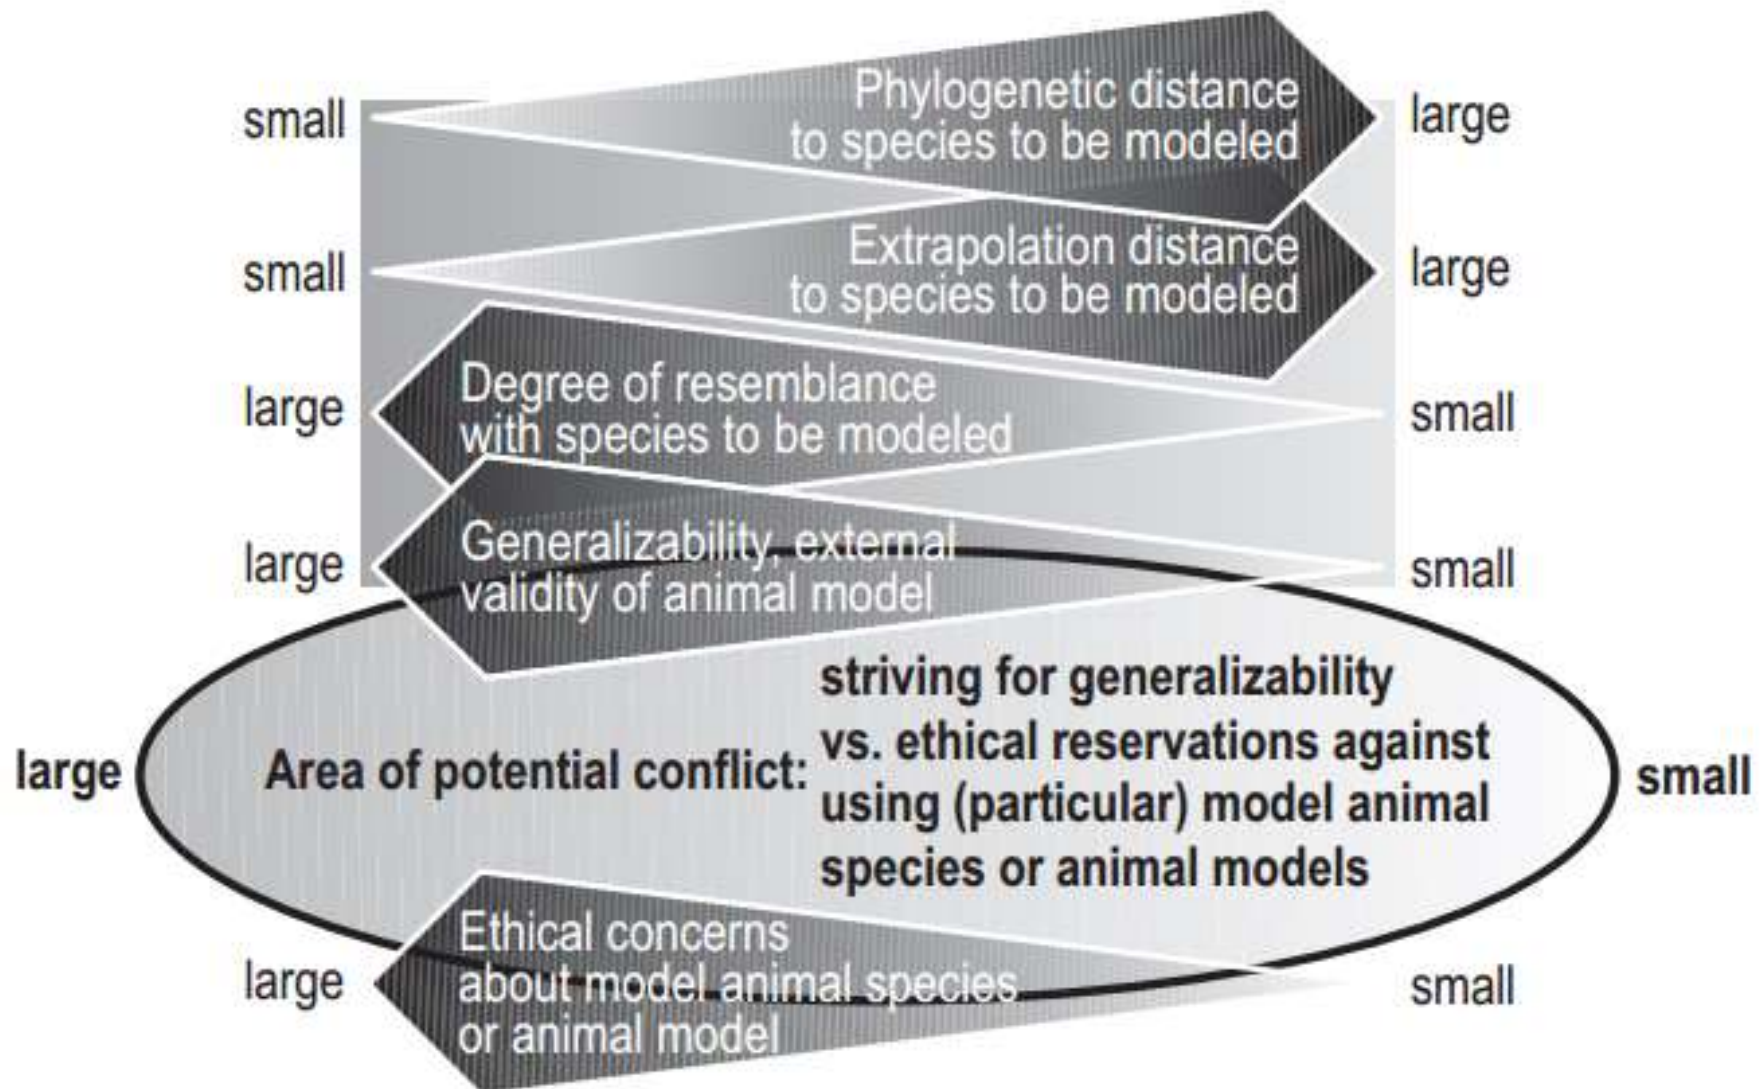 small
Phylogenetic distance
to species to be modeled
large
small
Extrapolation distance
to species to be modeled
large
large
Degree of resemblance
with species to be modeled
small
large
Generalizability, external
validity of animal model
small
large
Area of potential conflict:
striving for generalizability
vs. ethical reservations against
using (particular) model animal
species or animal models
small
large
Ethical concerns
about model animal species
or animal model
small